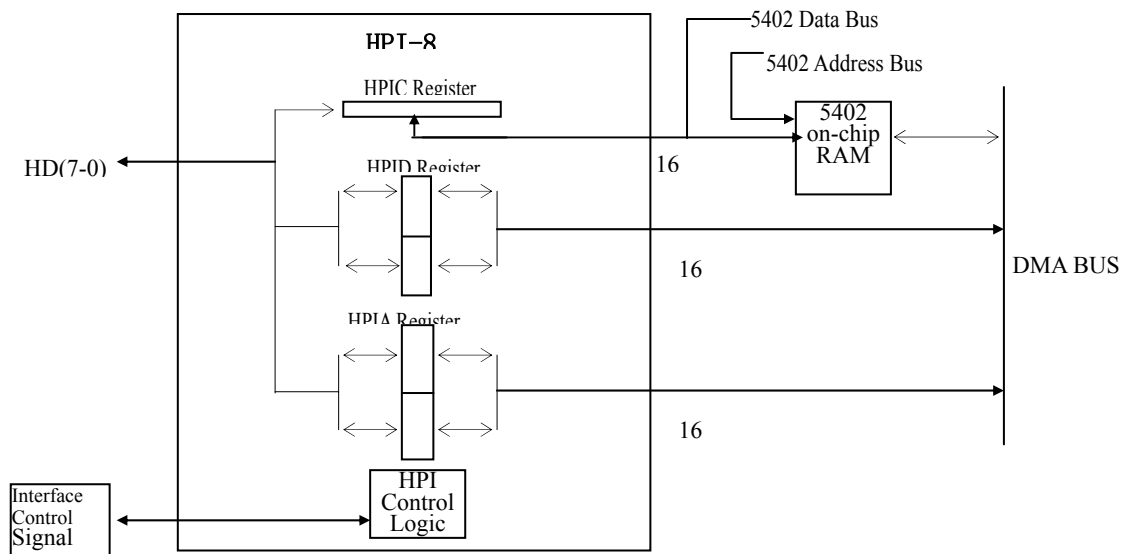 HPT-8
5402 Data Bus
5402 Address Bus
HPIC Register
5402
on-chip
RAM
HD(7-0)
16
HPID Register
16
DMA BUS
HPIA Register
16
HPI
Control
Logic
Interface
Control
Signal